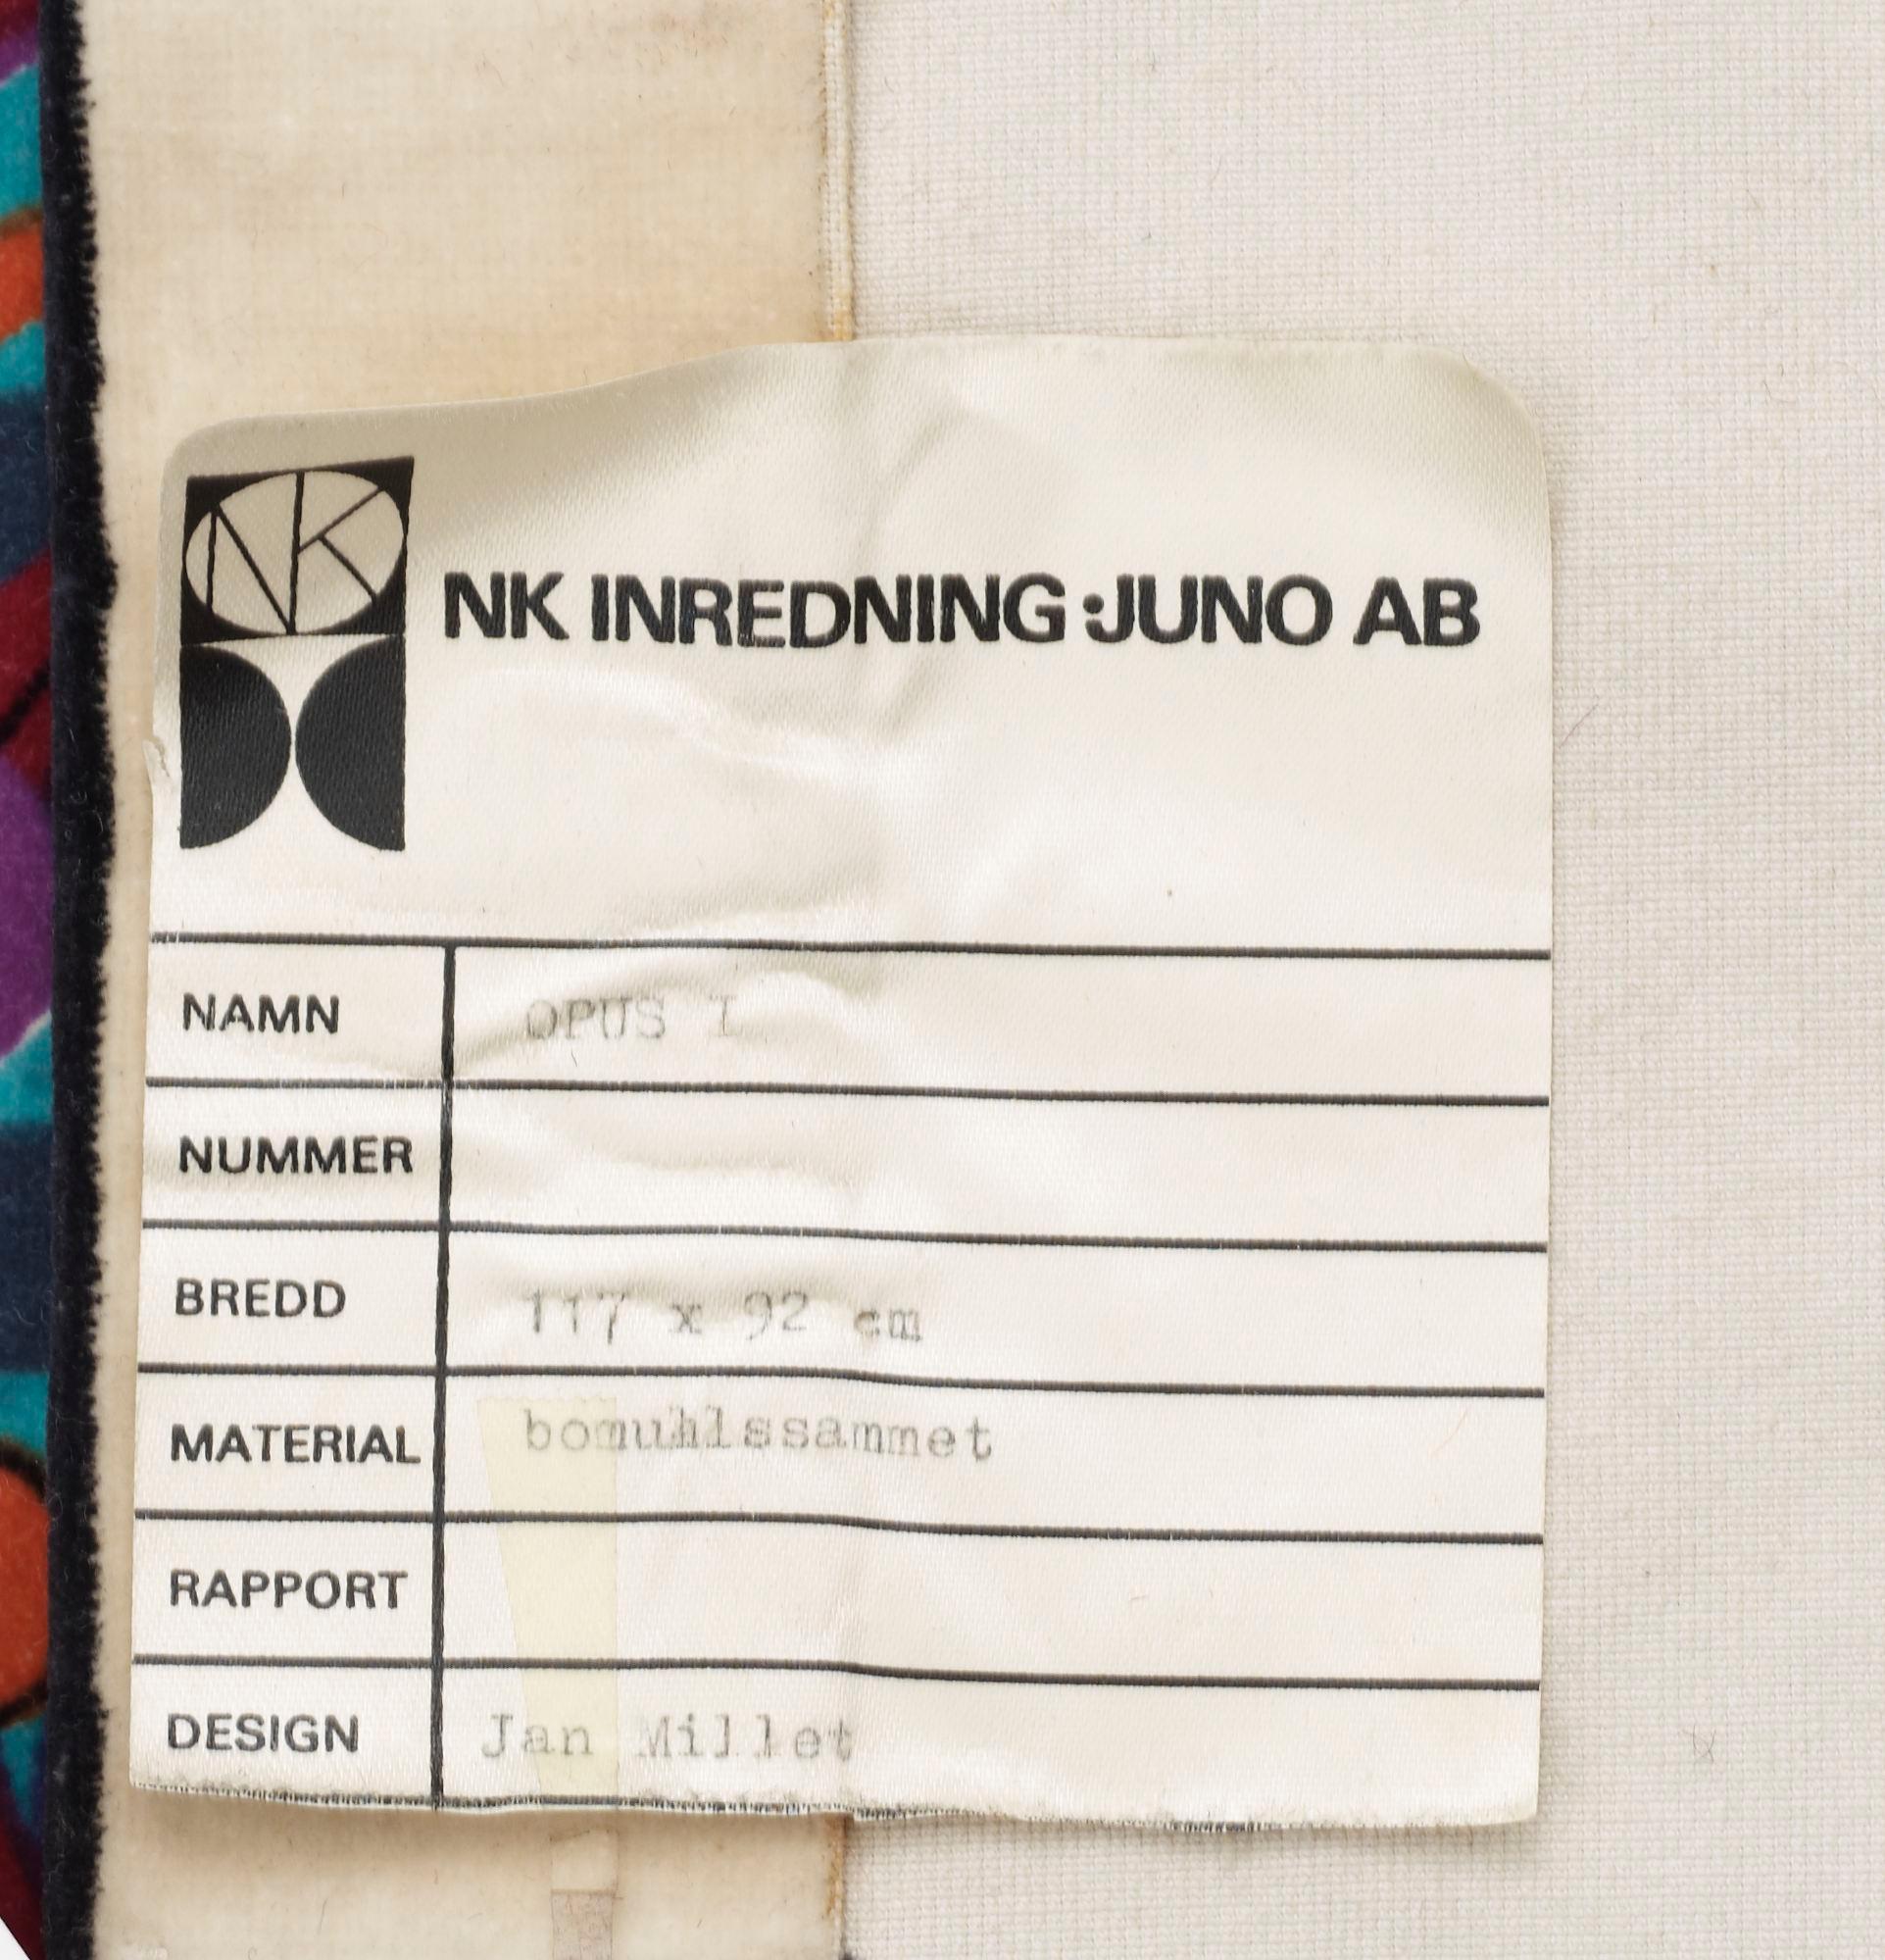 NK
NK INREDNING:JUNO AB
NAMN OPUS I
NUMMER
BREDD 117 x 92 cm
MATERIAL bomuhlssammet
RAPPORT
DESIGN Jan Millet